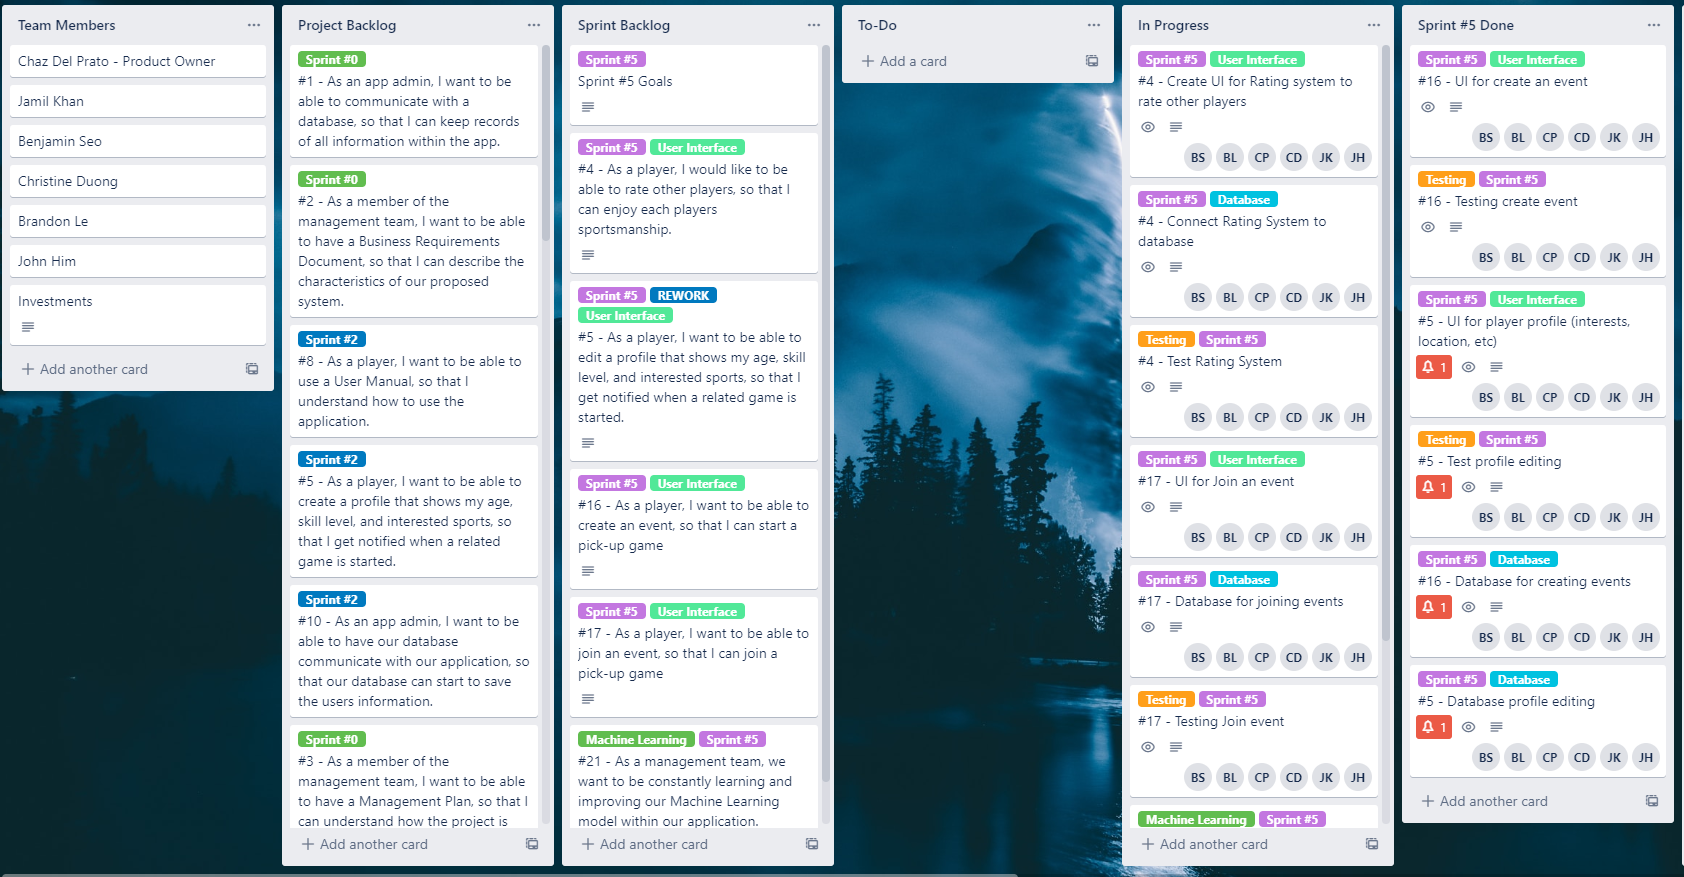 Team Members
Chaz Del Prato - Product Owner
Jamil Khan
Benjamin Seo
Christine Duong
Brandon Le
John Him
Investments
Add another card
Project Backlog
Sprint #0
#1 - As an app admin, I want to be
able to communicate with a
database, so that I can keep records
of all information within the app.
Sprint #0
#2 - As a member of the
management team, I want to be able
to have a Business Requirements
Document, so that I can describe the
characteristics of our proposed
system.
Sprint #2
#8 - As a player, I want to be able to
use a User Manual, so that I
understand how to use the
application.
Sprint #2
#5 - As a player, I want to be able to
create a profile that shows my age,
skill level, and interested sports, so
that I get notified when a related
game is started.
Sprint #2
#10 - As an app admin, I want to be
able to have our database
communicate with our application, so
that our database can start to save
the users information.
Sprint #0
#3 - As a member of the
management team, I want to be able
to have a Management Plan, so that I
can understand how the project is
Add another card
Sprint Backlog
Sprint #5
Sprint #5 Goals
Sprint #5 User Interface
#4 - As a player, I would like to be
able to rate other players, so that I
can enjoy each players
sportsmanship.
Sprint #5 REWORK
User Interface
#5 - As a player, I want to be able to
edit a profile that shows my age, skill
level, and interested sports, so that I
get notified when a related game is
started.
Sprint #5 User Interface
#16 - As a player, I want to be able to
create an event, so that I can start a
pick-up game
Sprint #5 User Interface
#17 - As a player, I want to be able to
join an event, so that I can join a
pick-up game
Machine Learning Sprint #5
#21 - As a management team, we
want to be constantly learning and
improving our Machine Learning
model within our application.
Add another card
To-Do
Add a card
In Progress
Sprint #5 User Interface
#4 - Create UI for Rating system to
rate other players
BS BL CP CD JK JH
Sprint #5 Database
#4 - Connect Rating System to
database
BS BL CP CD JK JH
Testing Sprint #5
#4 - Test Rating System
BS BL CP CD JK JH
Sprint #5 User Interface
#17 - UI for Join an event
BS BL CP CD JK JH
Sprint #5 Database
#17 - Database for joining events
BS BL CP CD JK JH
Testing Sprint #5
#17 - Testing Join event
BS BL CP CD JK JH
Machine Learning Sprint #5
Add another card
Sprint #5 Done
Sprint #5 User Interface
#16 - UI for create an event
BS BL CP CD JK JH
Testing Sprint #5
#16 - Testing create event
BS BL CP CD JK JH
Sprint #5 User Interface
#5 - UI for player profile (interests,
location, etc)
1
BS BL CP CD JK JH
Testing Sprint #5
#5 - Test profile editing
1
BS BL CP CD JK JH
Sprint #5 Database
#16 - Database for creating events
1
BS BL CP CD JK JH
Sprint #5 Database
#5 - Database profile editing
1
BS BL CP CD JK JH
Add another card